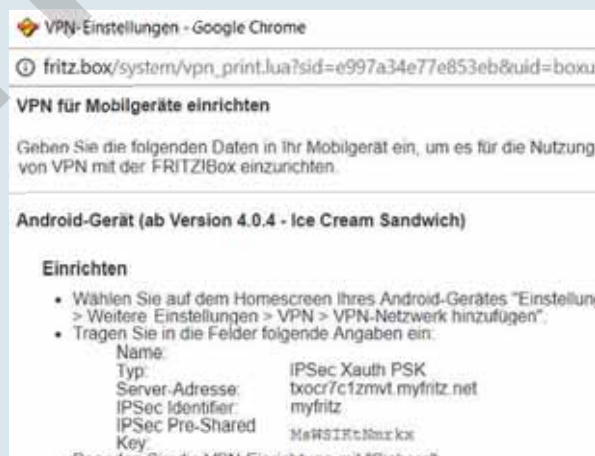 VPN-Einstellungen - Google Chrome
fritz.box/system/vpn_print.lua?sid=e997a34e77e853eb&uid=boxu
VPN für Mobilgeräte einrichten
Geben Sie die folgenden Daten in Ihr Mobilgerät ein, um es für die Nutzung
von VPN mit der FRITZ!Box einzurichten.
Android-Gerät (ab Version 4.0.4 - Ice Cream Sandwich)
Einrichten
• Wählen Sie auf dem Homescreen Ihres Android-Gerätes "Einstellung
> Weitere Einstellungen > VPN > VPN-Netzwerk hinzufügen".
• Tragen Sie in die Felder folgende Angaben ein:
Name:
Typ: IPSec Xauth PSK
Server-Adresse: txocr7c1zmvt.myfritz.net
IPSec Identifier: myfritz
IPSec Pre-Shared
Key: